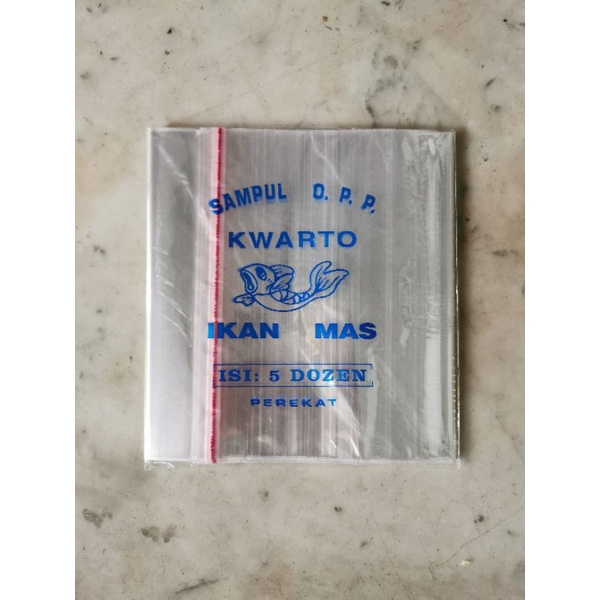 SAMPUL O. P. P.
KWARTO
IKAN MAS
ISI: 5 DOZEN
PEREKAT